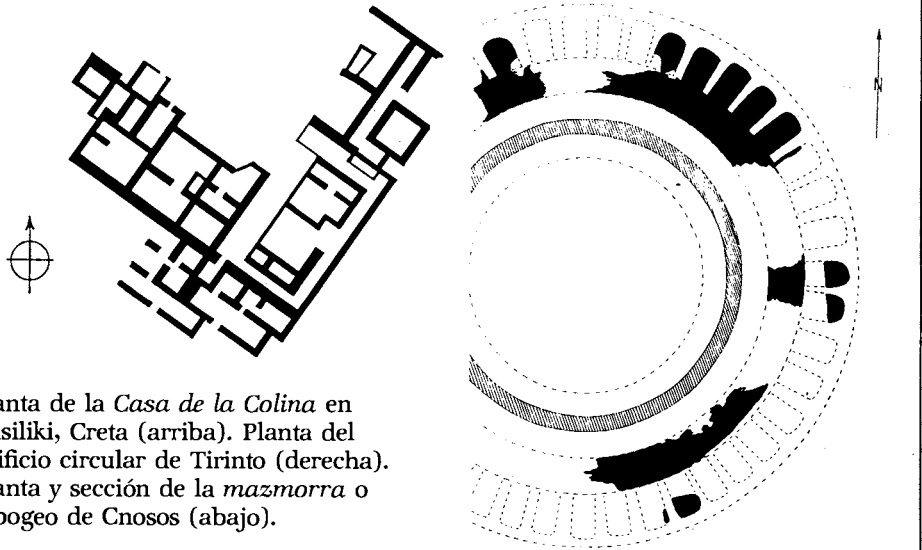 N
anta de la Casa de la Colina en
siliki, Creta (arriba). Planta del
ificio circular de Tirinto (derecha).
anta y sección de la mazmorra o
pogeo de Cnosos (abajo).